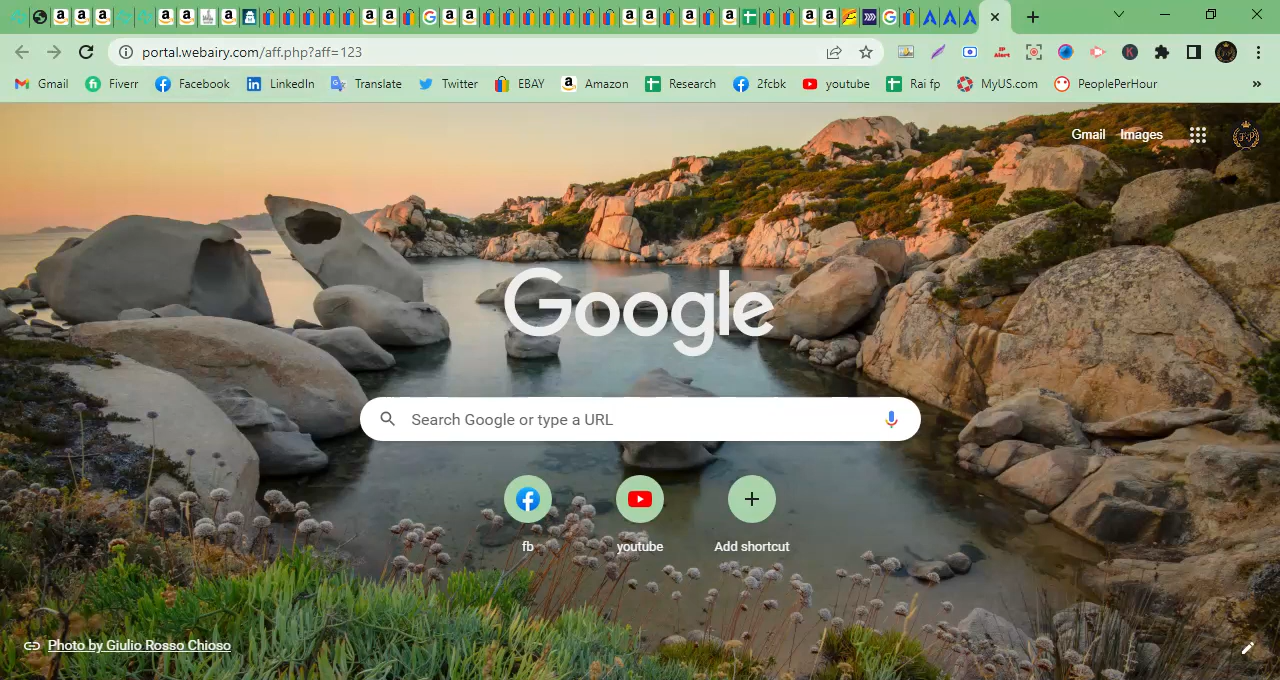 portal.webairy.com/aff.php?aff=123
IP
Alert
K
Gmail
Fiverr
Facebook
LinkedIn
Translate
Twitter
EBAY
Amazon
Research
2fcbk
youtube
Rai fp
MyUS.com
PeoplePerHour
»
Gmail
Images
Google
Search Google or type a URL
fb
youtube
Add shortcut
Photo by Giulio Rosso Chioso